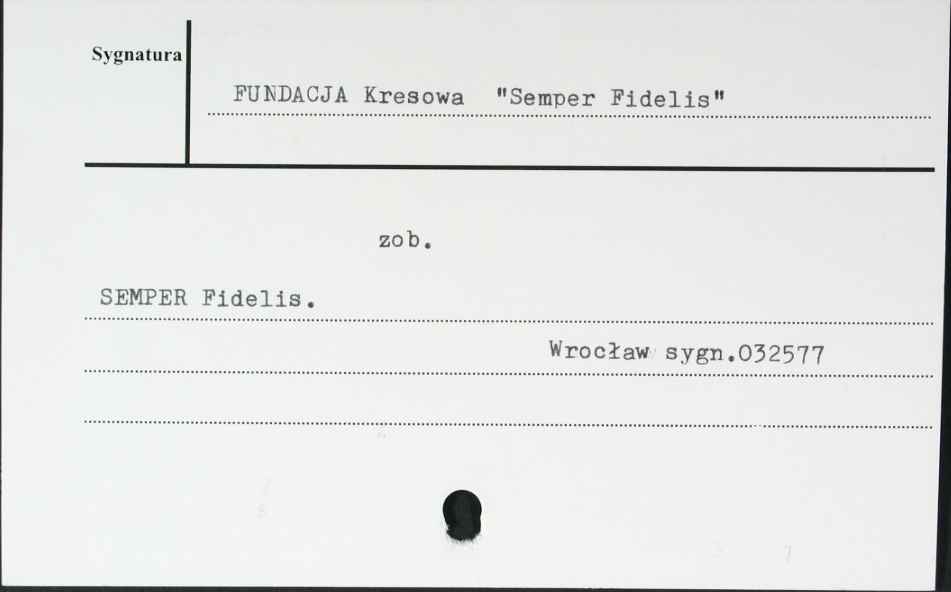 Sygnatura
FUNDACJA Kresowa "Semper Fidelis"
zob.
SEMPER Fidelis.
Wrocław sygn.032577